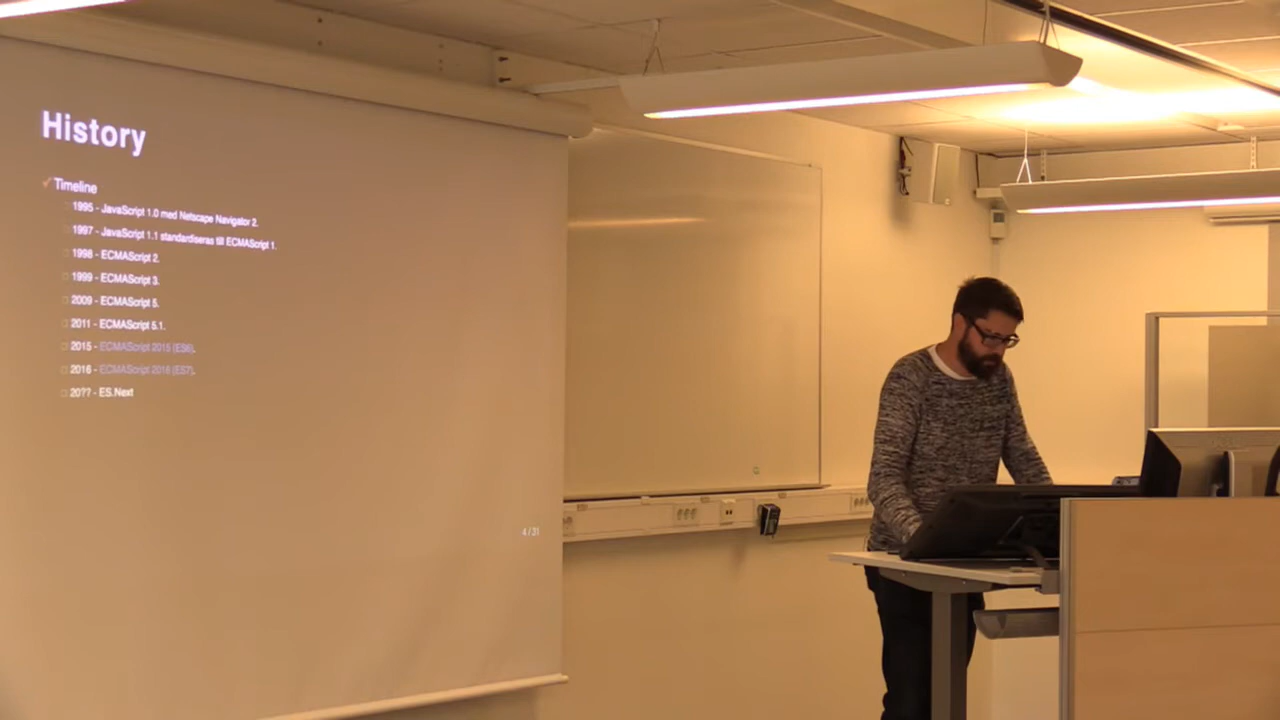 History
Timeline
1995 - JavaScript 1.0 med Netscape Navigator 2.
1997 - JavaScript 1.1 standardiseras till ECMAScript 1.
1998 - ECMAScript 2.
1999 - ECMAScript 3.
2009 - ECMAScript 5.
2011 - ECMAScript 5.1.
2015 - ECMAScript 2015 (ES6).
2016 - ECMAScript 2016 (ES7).
20?? - ES.Next
4 / 31